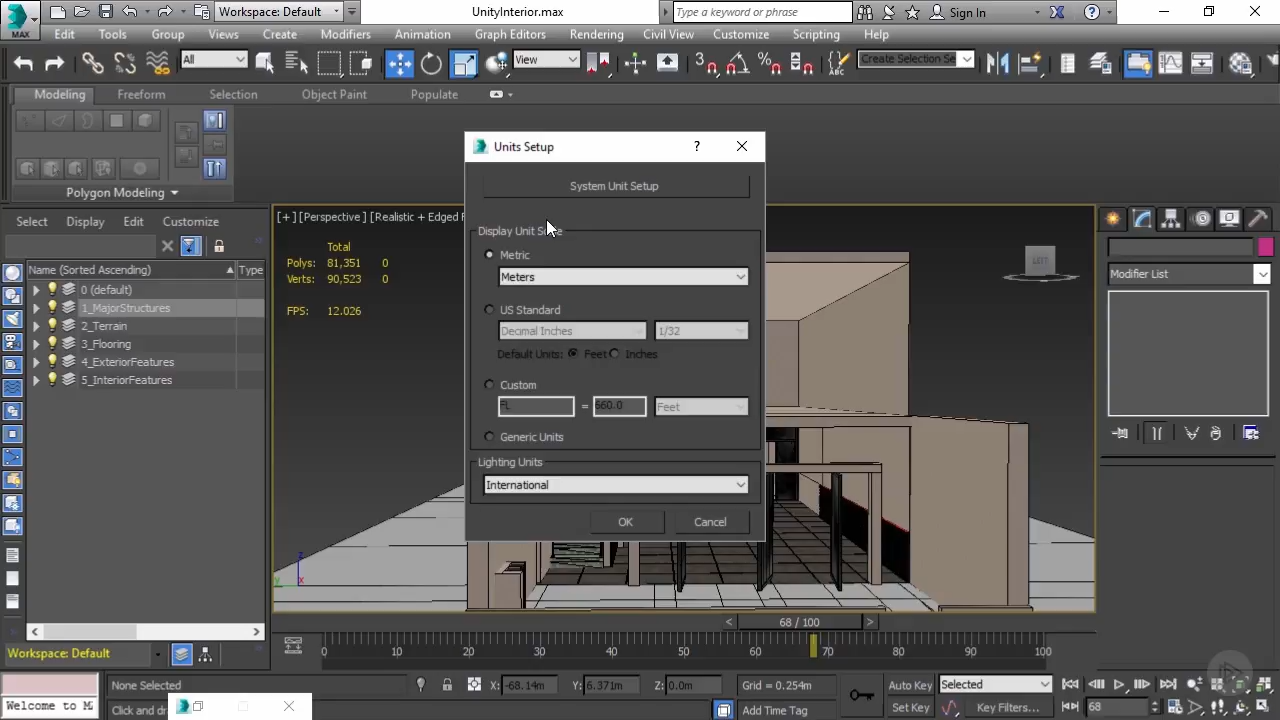 MAX
Workspace: Default
UnityInterior.max
Type a keyword or phrase
Sign In
Edit Tools Group Views Create Modifiers Animation Graph Editors Rendering Civil View Customize Scripting Help
All
View
3
ABC
Create Selection Se
Modeling Freeform Selection Object Paint Populate
Polygon Modeling
Select Display Edit Customize
Name (Sorted Ascending) Type
0 (default)
1_MajorStructures
2_Terrain
3_Flooring
4_ExteriorFeatures
5_InteriorFeatures
[+] [Perspective] [Realistic + Edged F
Total
Polys: 81,351 0
Verts: 90,523 0
FPS: 12.026
Units Setup
System Unit Setup
Display Unit Sc
Metric
Meters
US Standard
Decimal Inches 1/32
Default Units: Feet Inches
Custom
FL = 660.0 Feet
Generic Units
Lighting Units
International
OK Cancel
LEFT
Modifier List
z
y x
68 / 100
0 10 20 30 40 50 60 70 80 90 100
Workspace: Default
None Selected
X: -68.14m Y: 6.371m Z: 0.0m Grid = 0.254m
Auto Key Selected
Welcome to MA
Click and dr
Add Time Tag
Set Key Key Filters... 68